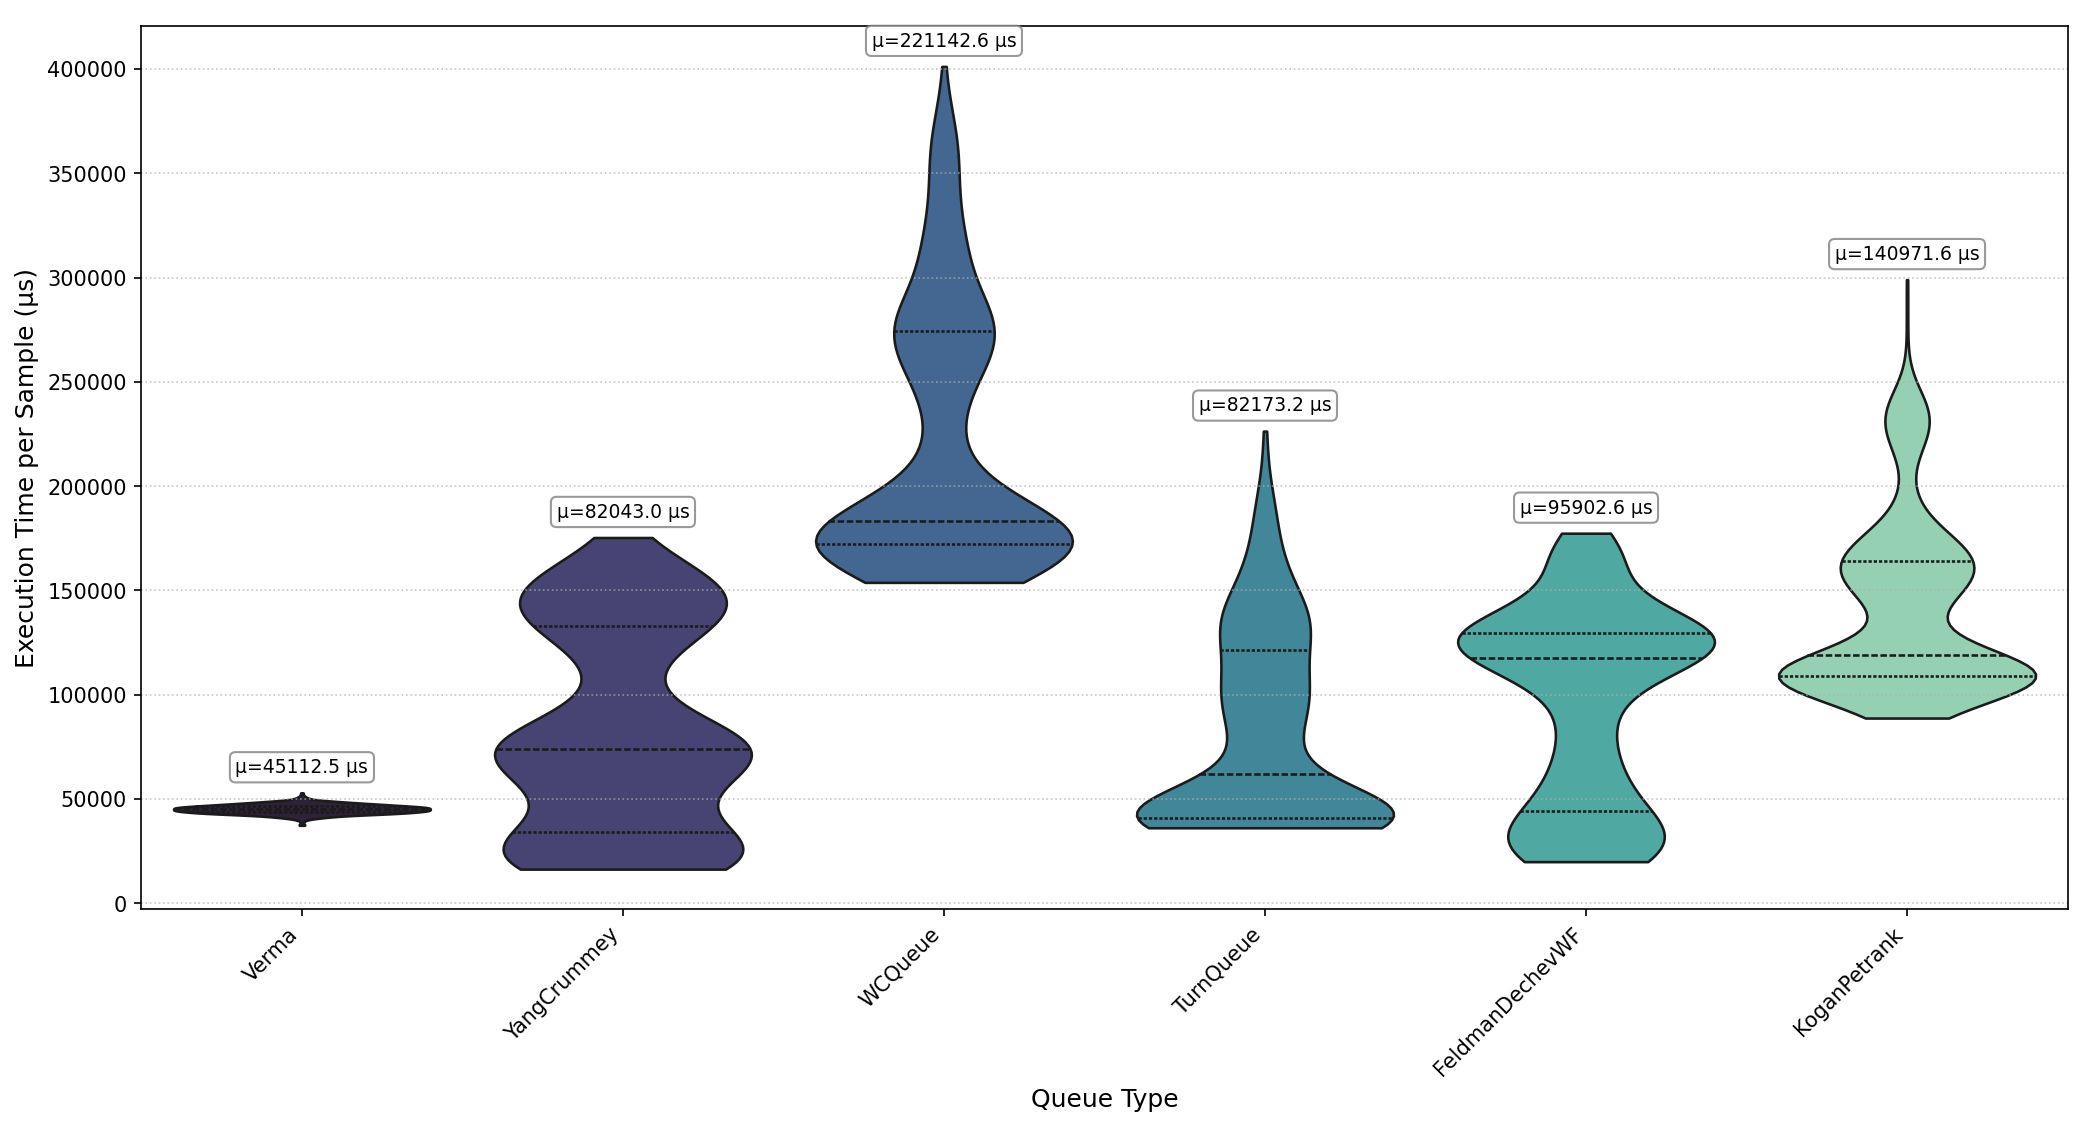 μ=221142.6 μs
400000
350000
300000
μ=140971.6 μs
250000
μ=82173.2 μs
200000
μ=82043.0 μs
μ=95902.6 μs
150000
100000
μ=45112.5 μs
50000
0
Execution Time per Sample (μs)
Verma
YangCrummey
WCQueue
TurnQueue
FeldmanDechevWF
KoganPetrank
Queue Type